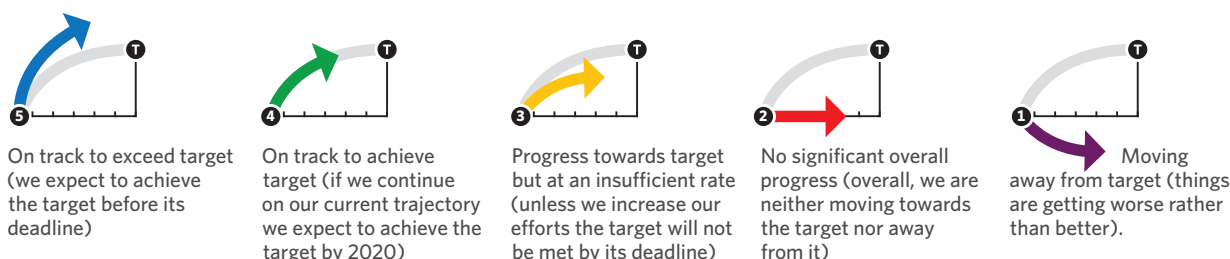 T
T
T
T
T
5
4
3
2
1
On track to exceed target
(we expect to achieve
the target before its
deadline)
On track to achieve
target (if we continue
on our current trajectory
we expect to achieve the
target by 2020)
Progress towards target
but at an insufficient rate
(unless we increase our
efforts the target will not
be met by its deadline)
No significant overall
progress (overall, we are
neither moving towards
the target nor away
from it)
Moving
away from target (things
are getting worse rather
than better).